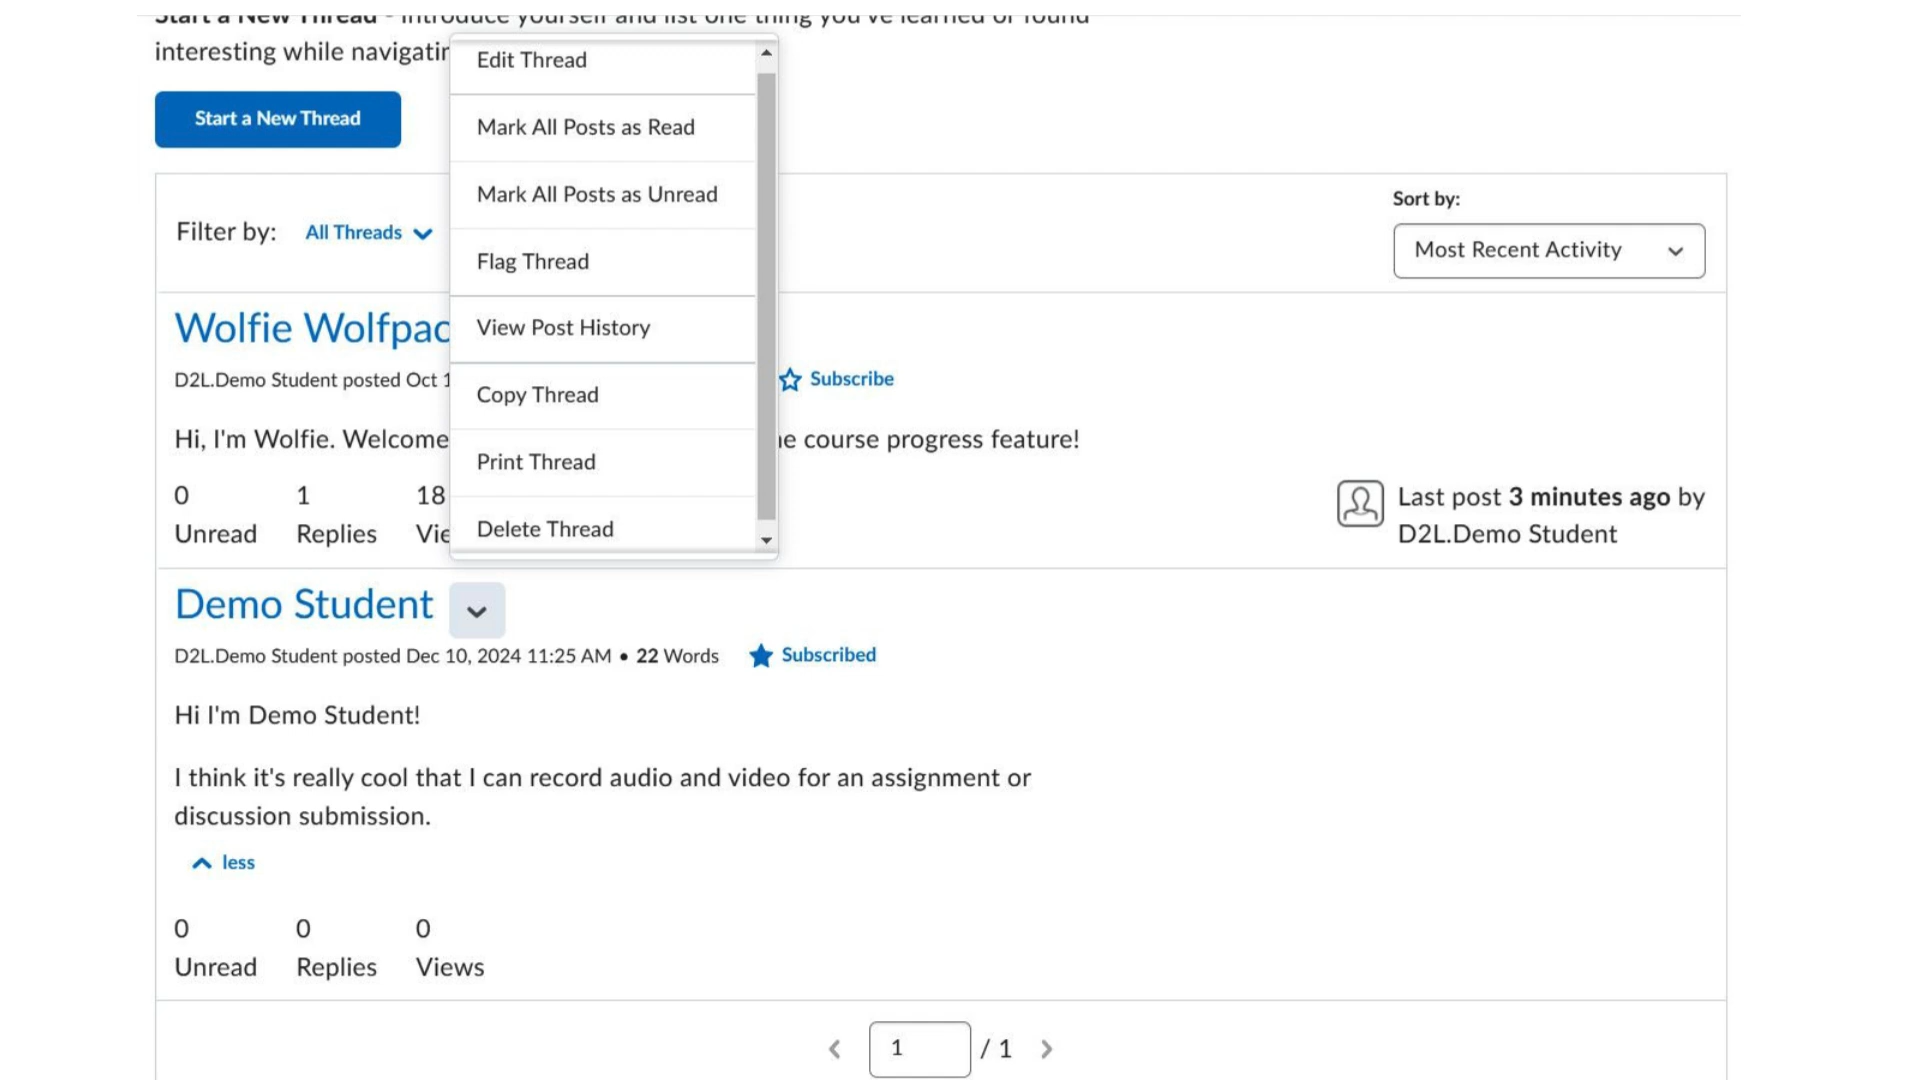 Start a New Thread - Introduce yourself and list one thing you've learned or found
interesting while
Start a New Thread
Edit Thread
Mark All Posts as Read
Mark All Posts as Unread
Flag Thread
View Post History
Copy Thread
Print Thread
Delete Thread
Filter by: All Threads
Sort by:
Most Recent Activity
Wolfie
D2L.Demo Student posted Oct
Subscribe
Hi, I'm Wolfie. Welcome
course progress feature!
0 1 18
Unread Replies
Last post 3 minutes ago by
D2L.Demo Student
Demo Student
D2L.Demo Student posted Dec 10, 2024 11:25 AM • 22 Words
Subscribed
Hi I'm Demo Student!
I think it's really cool that I can record audio and video for an assignment or
discussion submission.
less
0 0 0
Unread Replies Views
1 / 1